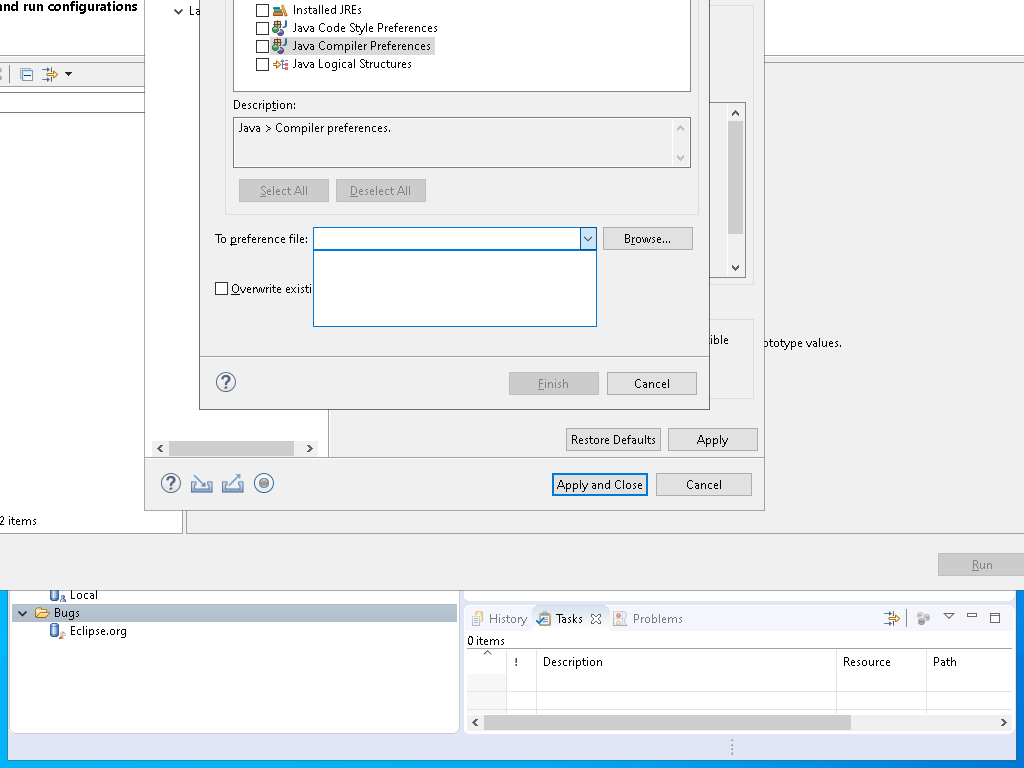 and run configurations
La
Installed JREs
Java Code Style Preferences
Java Compiler Preferences
Java Logical Structures
Description:
Java > Compiler preferences.
Select All
Deselect All
To preference file:
Browse...
Overwrite existi
ible
ototype values.
Finish
Cancel
Restore Defaults
Apply
Apply and Close
Cancel
2 items
Run
Local
Bugs
Eclipse.org
History
Tasks
Problems
0 items
!
Description
Resource
Path